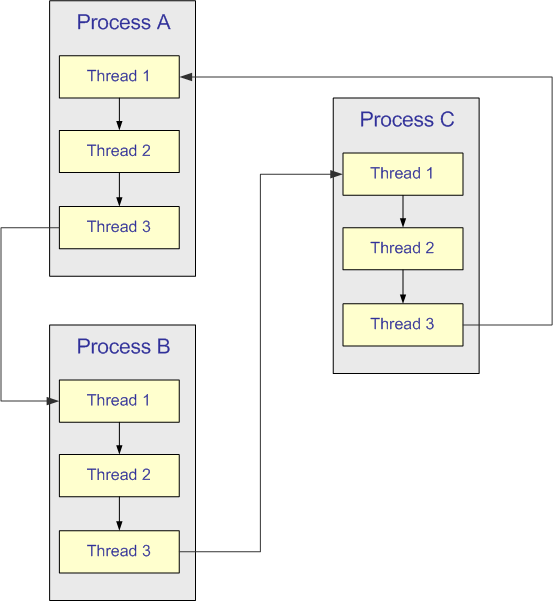 Process A
Thread 1
Thread 2
Thread 3
Process B
Thread 1
Thread 2
Thread 3
Process C
Thread 1
Thread 2
Thread 3